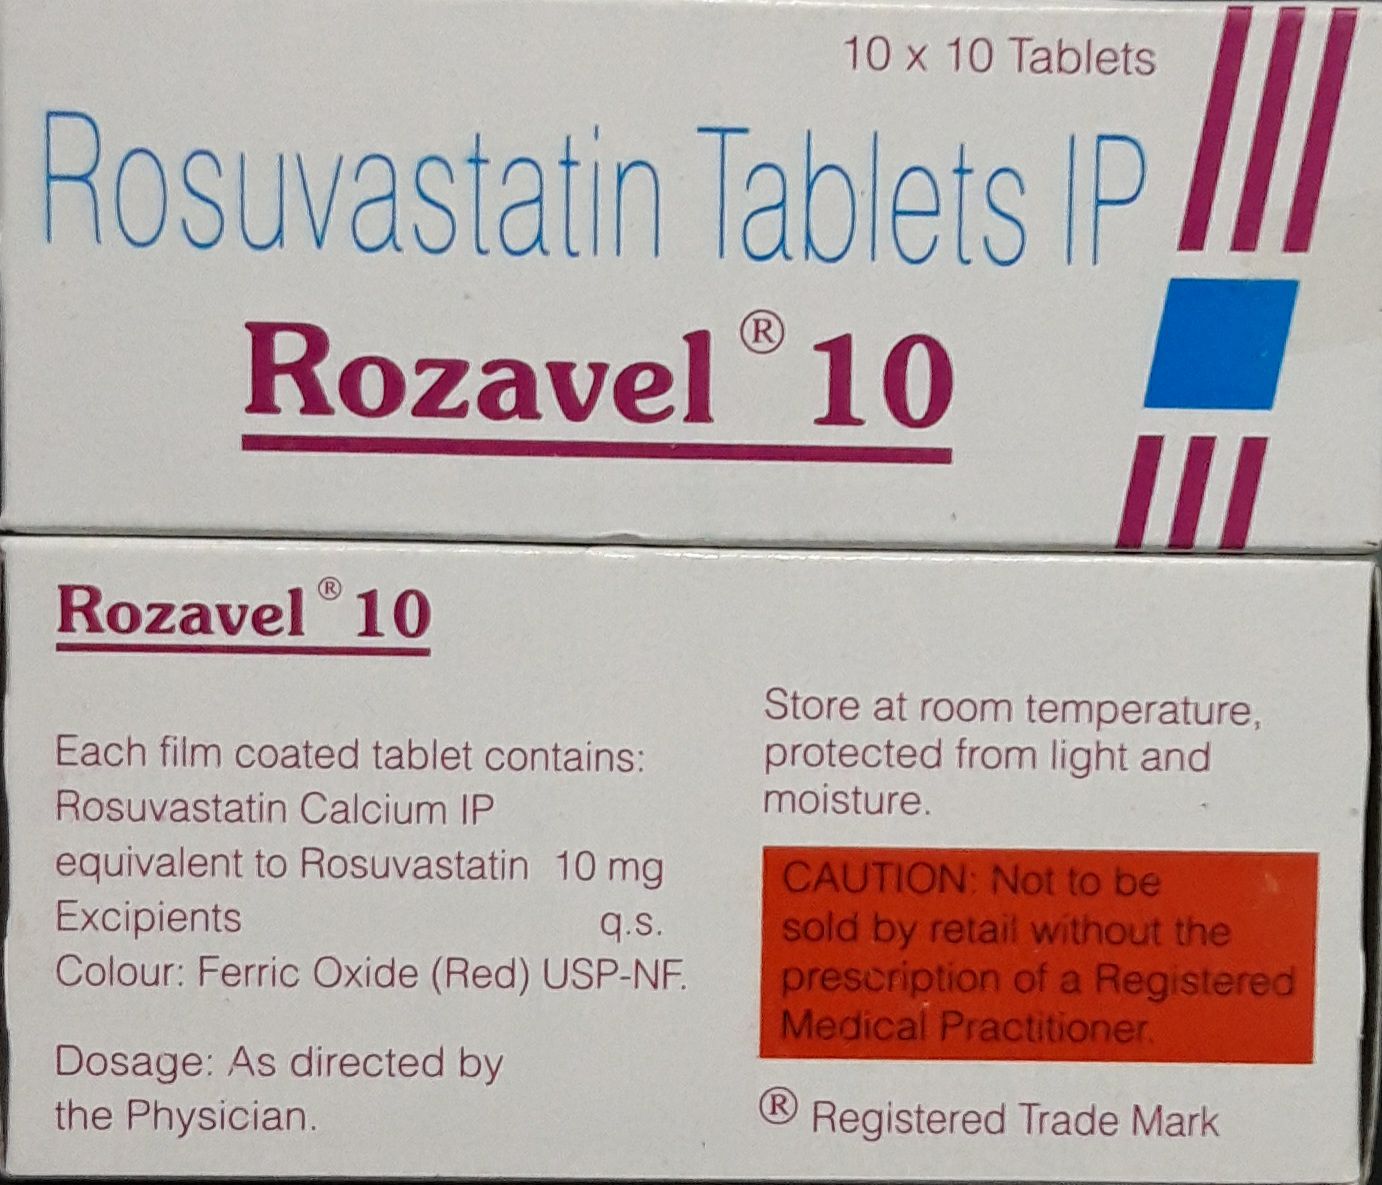 10 x 10 Tablets
Rosuvastatin Tablets IP
Rozavel® 10
Rozavel® 10
Each film coated tablet contains:
Rosuvastatin Calcium IP
equivalent to Rosuvastatin 10 mg
Excipients q.s.
Colour: Ferric Oxide (Red) USP-NF.
Dosage: As directed by
the Physician.
Store at room temperature,
protected from light and
moisture.
CAUTION: Not to be
sold by retail without the
prescription of a Registered
Medical Practitioner.
® Registered Trade Mark